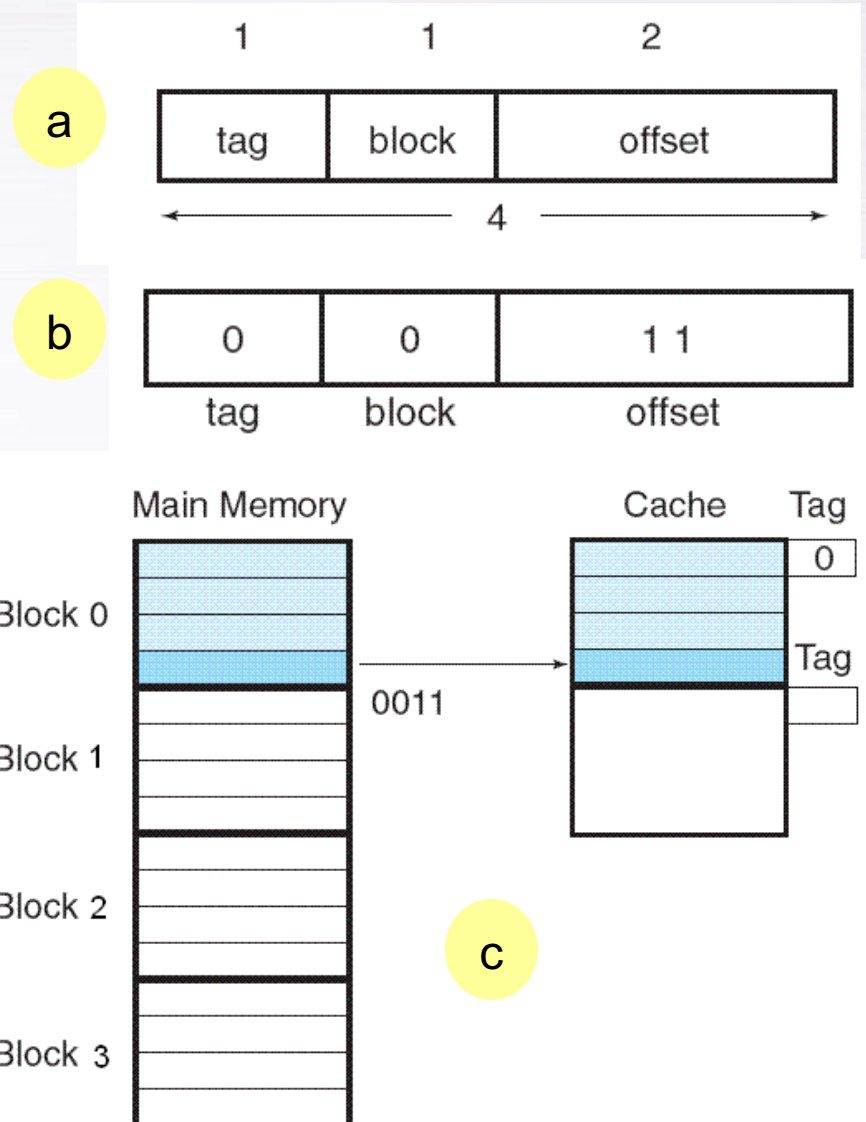 1 1 2
a
tag block offset
4
b
0 0 1 1
tag block offset
Main Memory Cache Tag
0
Block 0
Tag
0011
Block 1
Block 2
c
Block 3